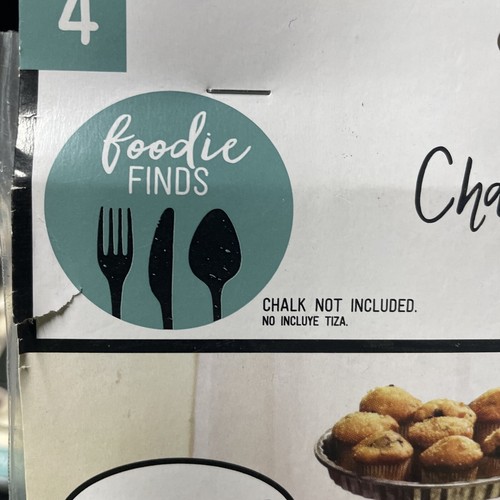 4
foodie
FINDS
Cha
CHALK NOT INCLUDED.
NO INCLUYE TIZA.